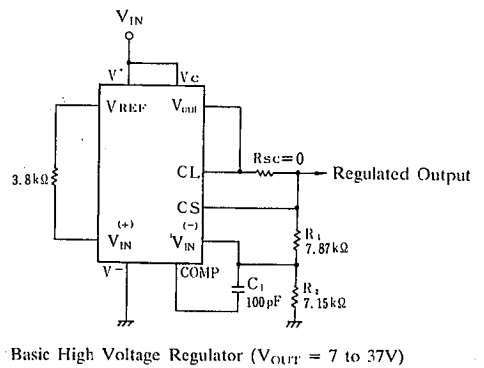 V_IN
V⁺ Vc
V_REF V_out
3.8kΩ
CL Rsc=0 Regulated Output
CS
R₁
7.87kΩ
V_IN (+) V_IN (-)
V- COMP
C₁
100pF
R₂
7.15kΩ
Basic High Voltage Regulator (V_OUT = 7 to 37V)